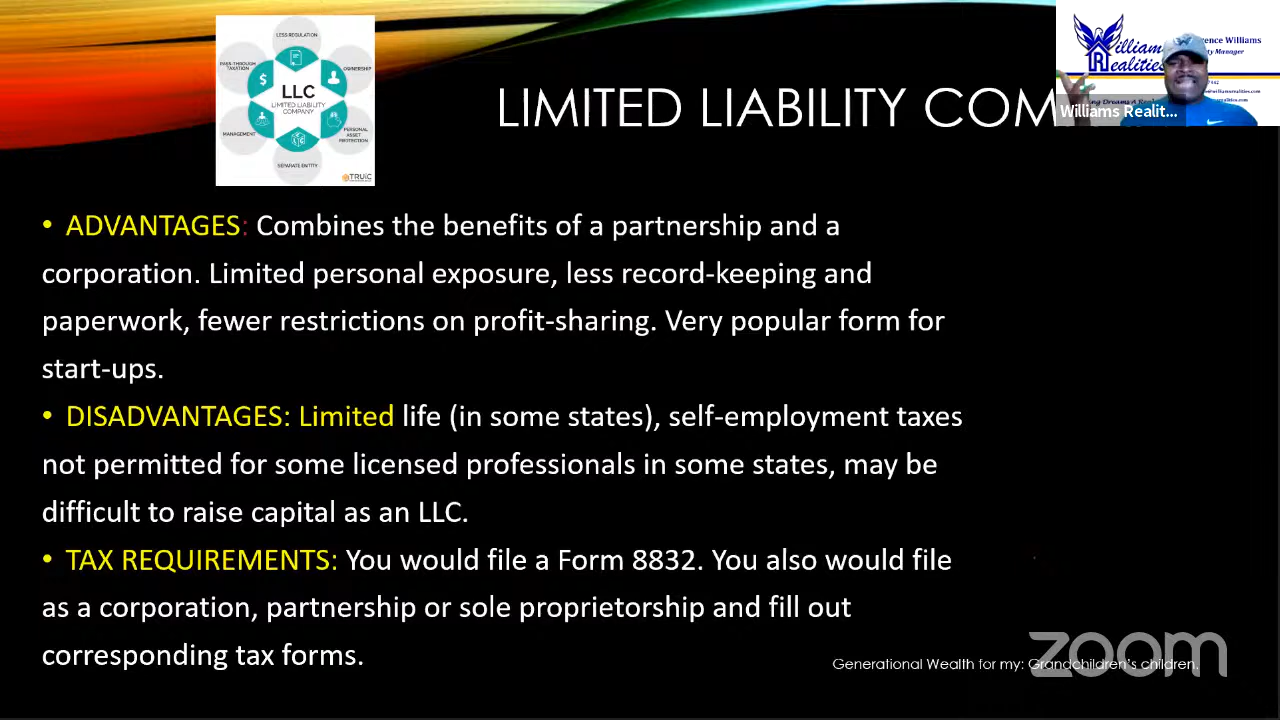 LESS REGULATION
PASS-THROUGH
TAXATION
OWNERSHIP
LLC
LIMITED LIABILITY
COMPANY
MANAGEMENT
PERSONAL
ASSET
PROTECTION
SEPARATE ENTITY
TRUiC
LIMITED LIABILITY COM
Williams
Realities
rence Williams
y Manager
Williams Realit...
• ADVANTAGES: Combines the benefits of a partnership and a
corporation. Limited personal exposure, less record-keeping and
paperwork, fewer restrictions on profit-sharing. Very popular form for
start-ups.
• DISADVANTAGES: Limited life (in some states), self-employment taxes
not permitted for some licensed professionals in some states, may be
difficult to raise capital as an LLC.
• TAX REQUIREMENTS: You would file a Form 8832. You also would file
as a corporation, partnership or sole proprietorship and fill out
corresponding tax forms.
Generational Wealth for my: Grandchildren's children.
zoom